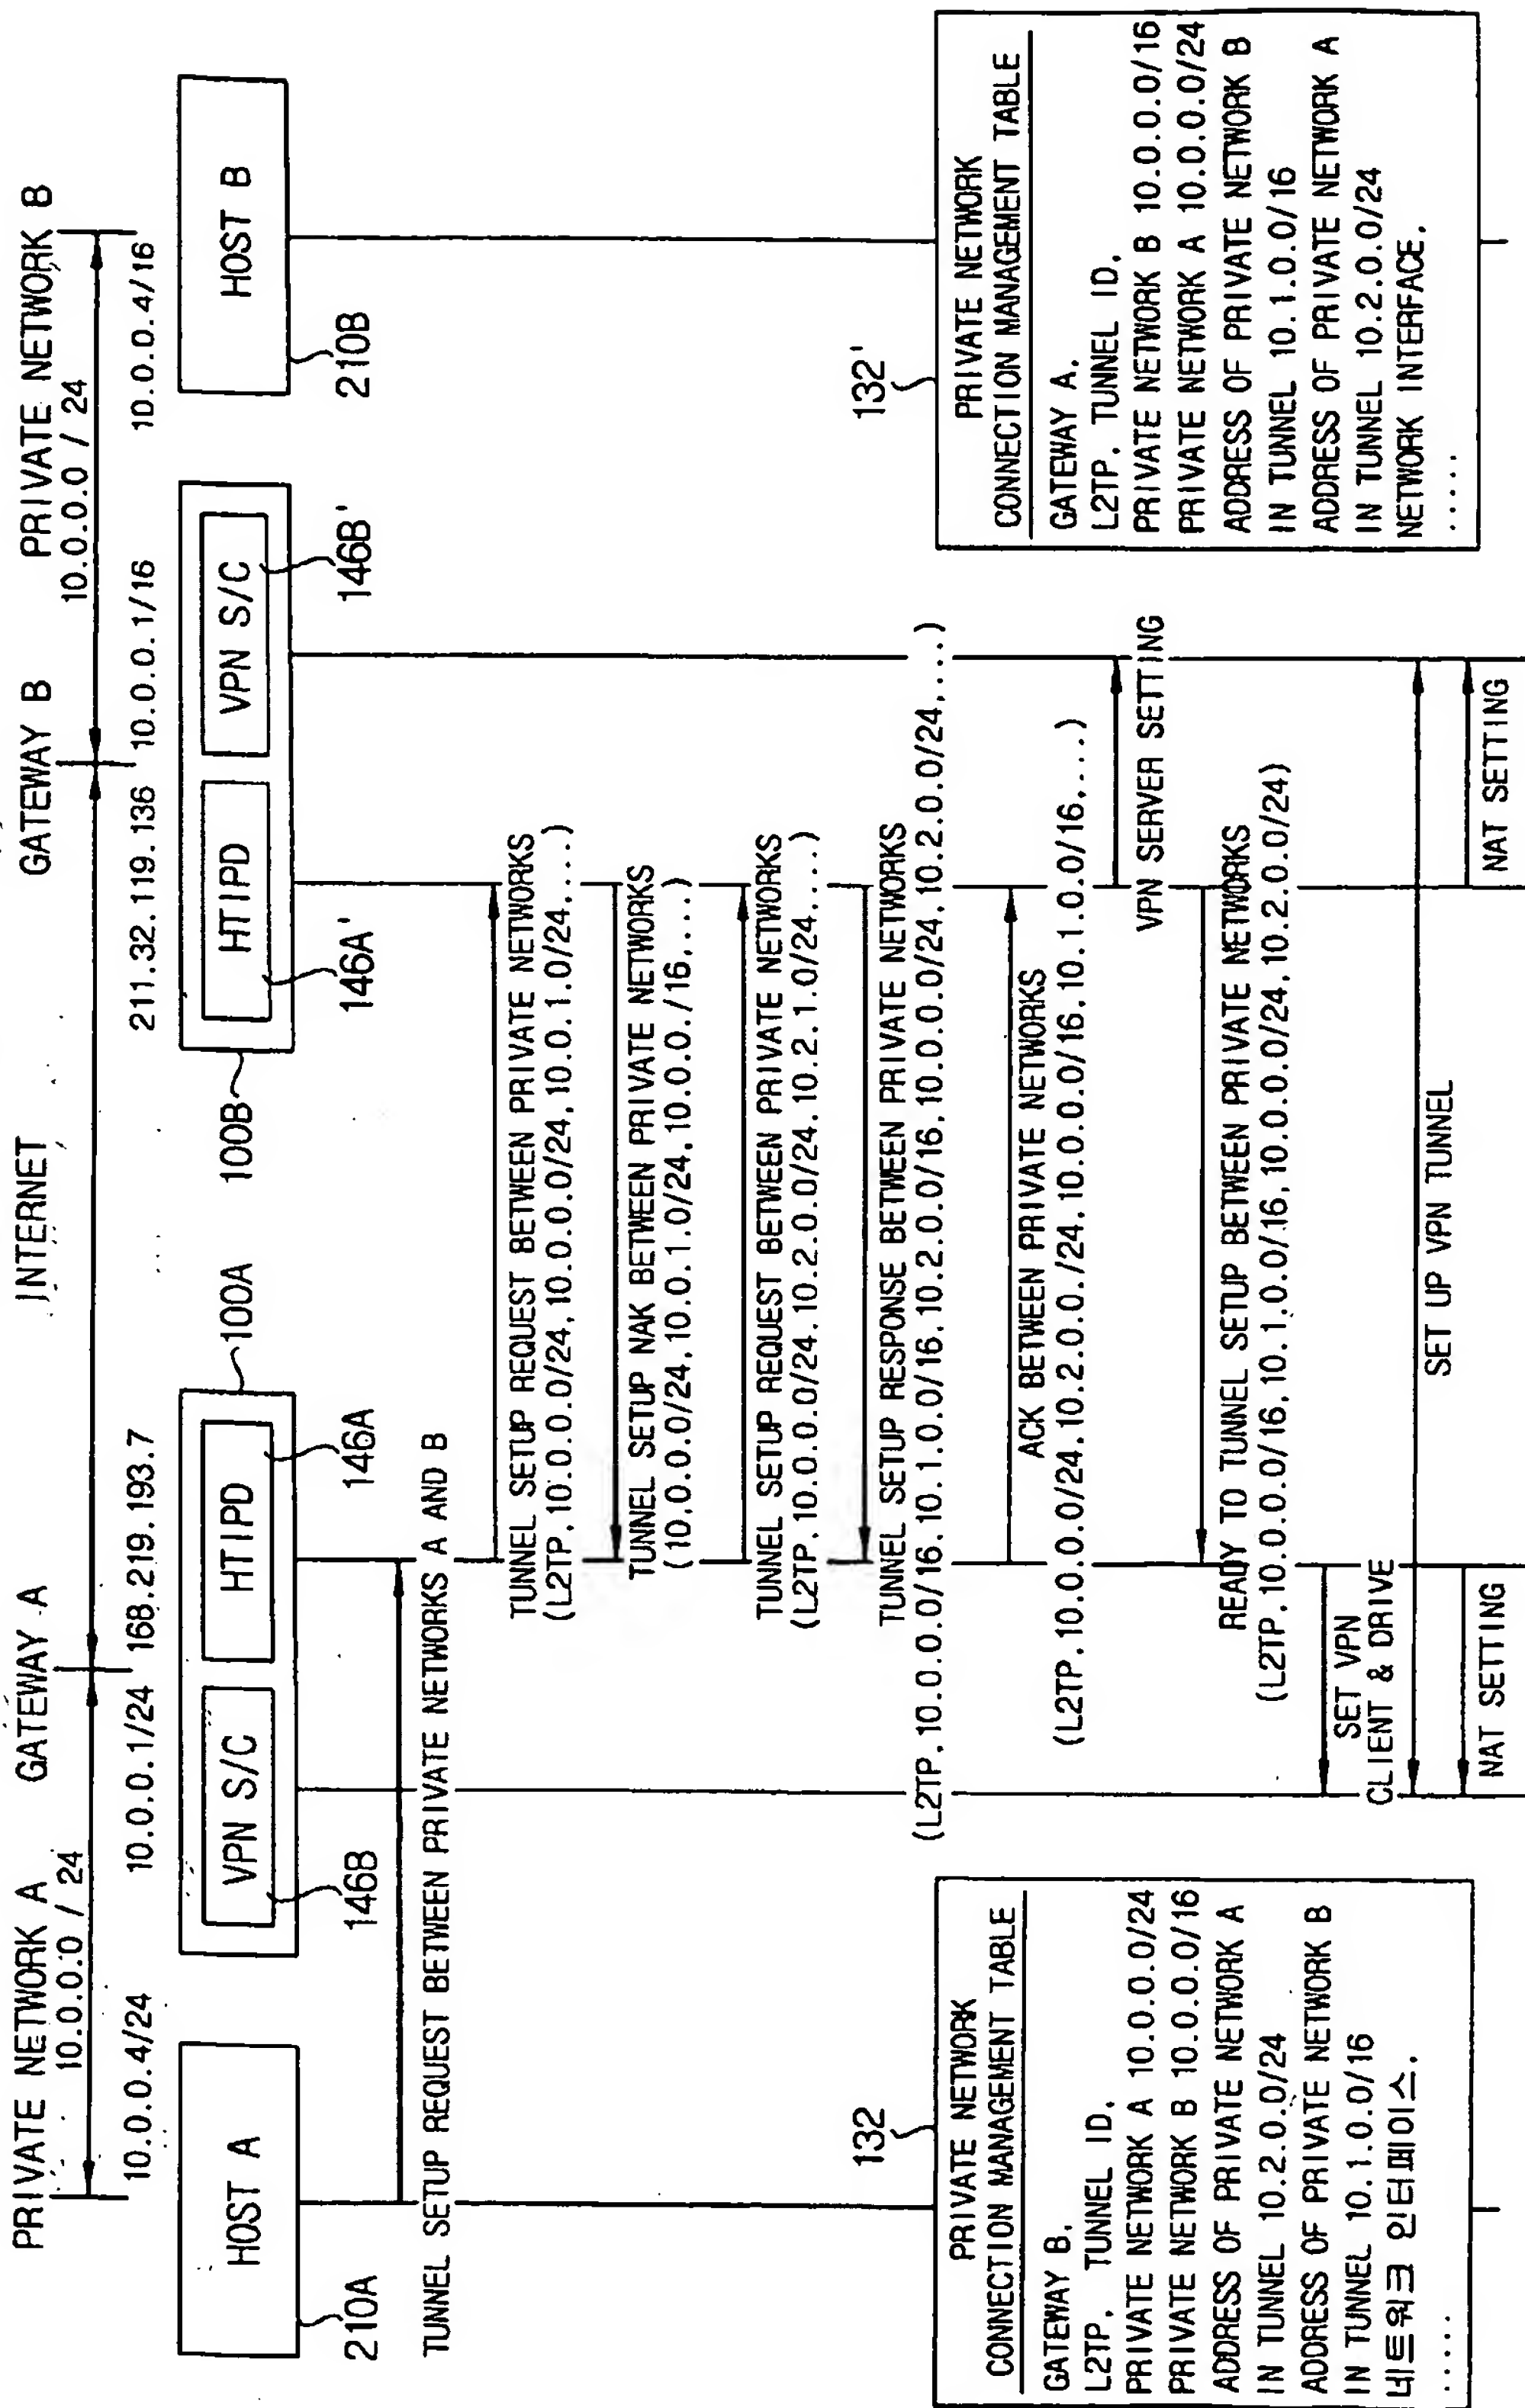 PRIVATE NETWORK A
GATEWAY A
INTERNET
GATEWAY B
PRIVATE NETWORK B
10.0.0.0 / 24
10.0.0.0 / 24
10.0.0.4/24
10.0.0.1/24
168.219.193.7
211.32.119.136
10.0.0.1/16
10.0.0.4/16
100A
100B
HOST A
VPN S/C
HTIPD
HTIPD
VPN S/C
HOST B
210A
146B
146A
146A'
146B'
210B
TUNNEL SETUP REQUEST BETWEEN PRIVATE NETWORKS A AND B
TUNNEL SETUP REQUEST BETWEEN PRIVATE NETWORKS
(L2TP,10.0.0.0/24,10.0.0.0/24,10.0.1.0/24,...)
TUNNEL SETUP NAK BETWEEN PRIVATE NETWORKS
(10.0.0.0/24,10.0.1.0/24,10.0.0./16,...)
TUNNEL SETUP REQUEST BETWEEN PRIVATE NETWORKS
(L2TP,10.0.0.0/24,10.2.0.0/24,10.2.1.0/24,...)
TUNNEL SETUP RESPONSE BETWEEN PRIVATE NETWORKS
(L2TP,10.0.0.0/16,10.1.0.0/16,10.2.0.0/16,10.0.0.0/24,10.2.0.0/24,...)
ACK BETWEEN PRIVATE NETWORKS
(L2TP,10.0.0.0/24,10.2.0.0./24,10.0.0.0/16,10.1.0.0/16,...)
VPN SERVER SETTING
READY TO TUNNEL SETUP BETWEEN PRIVATE NETWORKS
(L2TP,10.0.0.0/16,10.1.0.0/16,10.0.0.0/24,10.2.0.0/24)
SET VPN
CLIENT & DRIVE
SET UP VPN TUNNEL
NAT SETTING
NAT SETTING
132
PRIVATE NETWORK
CONNECTION MANAGEMENT TABLE
GATEWAY B,
L2TP, TUNNEL ID,
PRIVATE NETWORK A 10.0.0.0/24
PRIVATE NETWORK B 10.0.0.0/16
ADDRESS OF PRIVATE NETWORK A
IN TUNNEL 10.2.0.0/24
ADDRESS OF PRIVATE NETWORK B
IN TUNNEL 10.1.0.0/16
네트워크 인터페이스,
.....
132'
PRIVATE NETWORK
CONNECTION MANAGEMENT TABLE
GATEWAY A,
L2TP, TUNNEL ID,
PRIVATE NETWORK B 10.0.0.0/16
PRIVATE NETWORK A 10.0.0.0/24
ADDRESS OF PRIVATE NETWORK B
IN TUNNEL 10.1.0.0/16
ADDRESS OF PRIVATE NETWORK A
IN TUNNEL 10.2.0.0/24
NETWORK INTERFACE,
.....